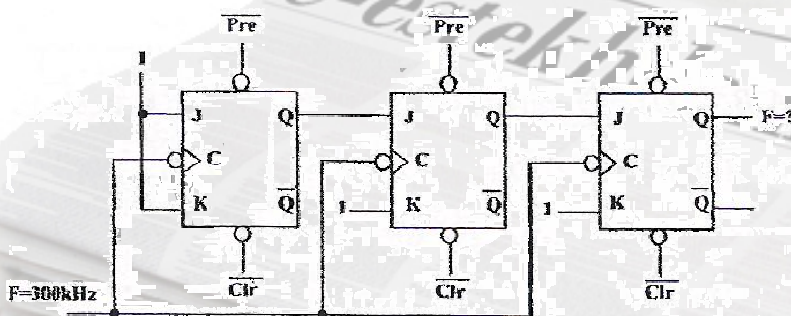 Pre Pre Pre
1
J Q J Q J Q F=?
C C C
K Q 1 K Q 1 K Q
Clr Clr Clr
F=300kHz